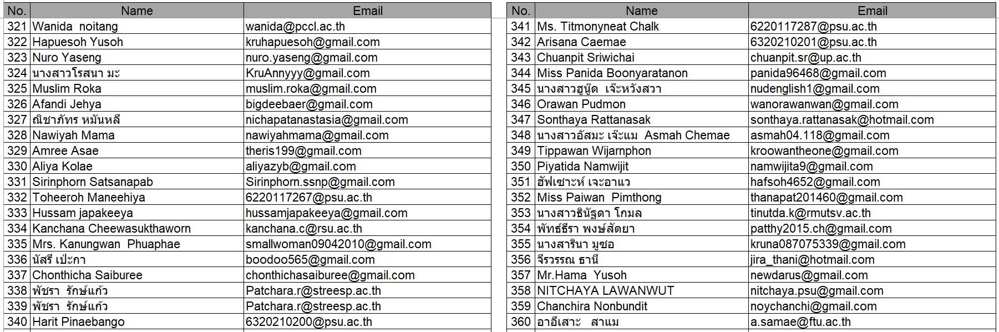 No. Name Email
321 Wanida  noitang wanida@pccl.ac.th
322 Hapuesoh Yusoh kruhapuesoh@gmail.com
323 Nuro Yaseng nuro.yaseng@gmail.com
324 นางสาวโรสนา มะ KruAnnyyy@gmail.com
325 Muslim Roka muslim.roka@gmail.com
326 Afandi Jehya bigdeebaer@gmail.com
327 ณิชาภัทร หมันหลี nichapatanastasia@gmail.com
328 Nawiyah Mama nawiyahmama@gmail.com
329 Amree Asae theris199@gmail.com
330 Aliya Kolae aliyazyb@gmail.com
331 Sirinphorn Satsanapab Sirinphorn.ssnp@gmail.com
332 Toheeroh Maneehiya 6220117267@psu.ac.th
333 Hussam japakeeya hussamjapakeeya@gmail.com
334 Kanchana Cheewasukthaworn kanchana.c@rsu.ac.th
335 Mrs. Kanungwan  Phuaphae smallwoman09042010@gmail.com
336 นัสรี เป่ะกา boodoo565@gmail.com
337 Chonthicha Saiburee chonthichasaiburee@gmail.com
338 พัชรา  รักษ์แก้ว Patchara.r@streesp.ac.th
339 พัชรา  รักษ์แก้ว Patchara.r@streesp.ac.th
340 Harit Pinaebango 6320210200@psu.ac.th
No. Name Email
341 Ms. Titmonyneat Chalk 6220117287@psu.ac.th
342 Arisana Caemae 6320210201@psu.ac.th
343 Chuanpit Sriwichai chuanpit.sr@up.ac.th
344 Miss Panida Boonyaratanon panida96468@gmail.com
345 นางสาวฮูนู๊ด  เจ๊ะหวังสวา nudenglish1@gmail.com
346 Orawan Pudmon wanorawanwan@gmail.com
347 Sonthaya Rattanasak sonthaya.rattanasak@hotmail.com
348 นางสาวอัสมะ เจ๊ะแม  Asmah Chemae asmah04.118@gmail.com
349 Tippawan Wijarnphon kroowantheone@gmail.com
350 Piyatida Namwijit namwijita9@gmail.com
351 ฮัฟเซาะห์ เจะอาแว hafsoh4652@gmail.com
352 Miss Paiwan  Pimthong thanapat201460@gmail.com
353 นางสาวธินัฐดา โกมล tinutda.k@rmutsv.ac.th
354 พัทธ์ธีรา พงษ์สัตยา patthy2015.ch@gmail.com
355 นางสารินา มูซอ kruna087075339@gmail.com
356 จีรวรรณ ธานี jira_thani@hotmail.com
357 Mr.Hama  Yusoh newdarus@gmail.com
358 NITCHAYA LAWANWUT nitchaya.psu@gmail.com
359 Chanchira Nonbundit noychanchi@gmail.com
360 อาอีเสาะ   สาแม a.samae@ftu.ac.th